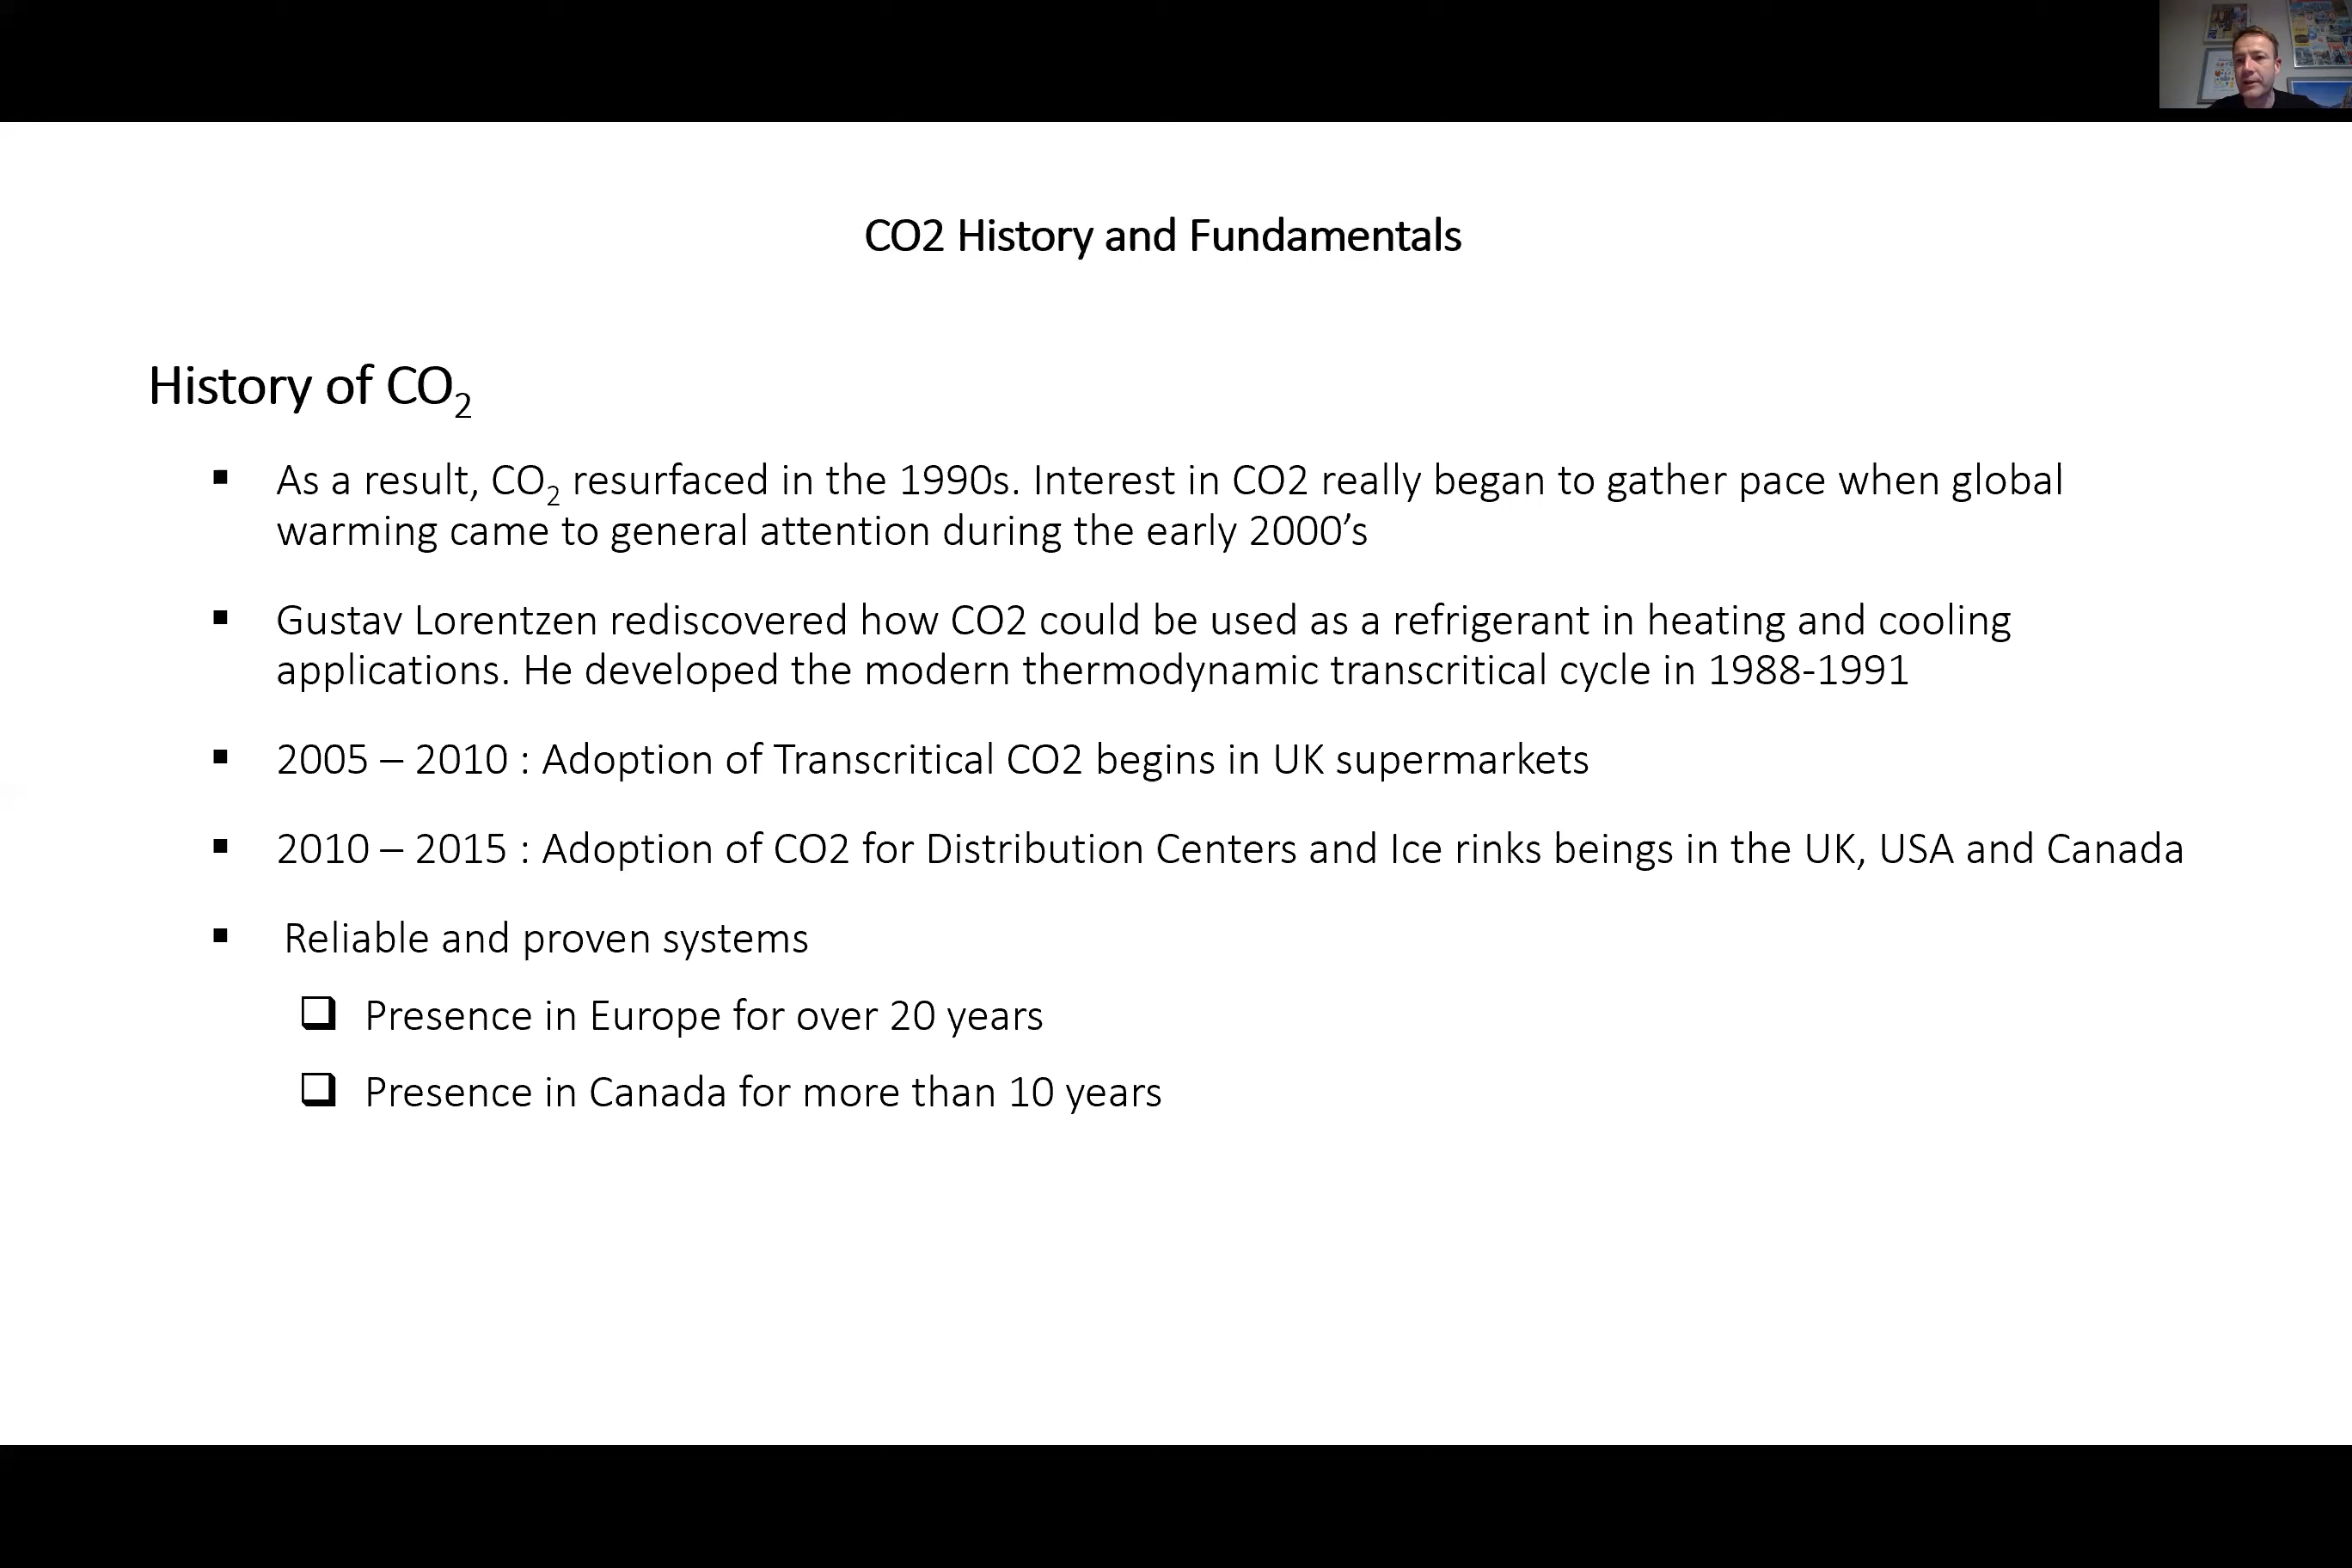 CO2 History and Fundamentals
History of CO₂
▪ As a result, CO₂ resurfaced in the 1990s. Interest in CO2 really began to gather pace when global
warming came to general attention during the early 2000’s
▪ Gustav Lorentzen rediscovered how CO2 could be used as a refrigerant in heating and cooling
applications. He developed the modern thermodynamic transcritical cycle in 1988-1991
▪ 2005 – 2010 : Adoption of Transcritical CO2 begins in UK supermarkets
▪ 2010 – 2015 : Adoption of CO2 for Distribution Centers and Ice rinks beings in the UK, USA and Canada
▪ Reliable and proven systems
❑ Presence in Europe for over 20 years
❑ Presence in Canada for more than 10 years